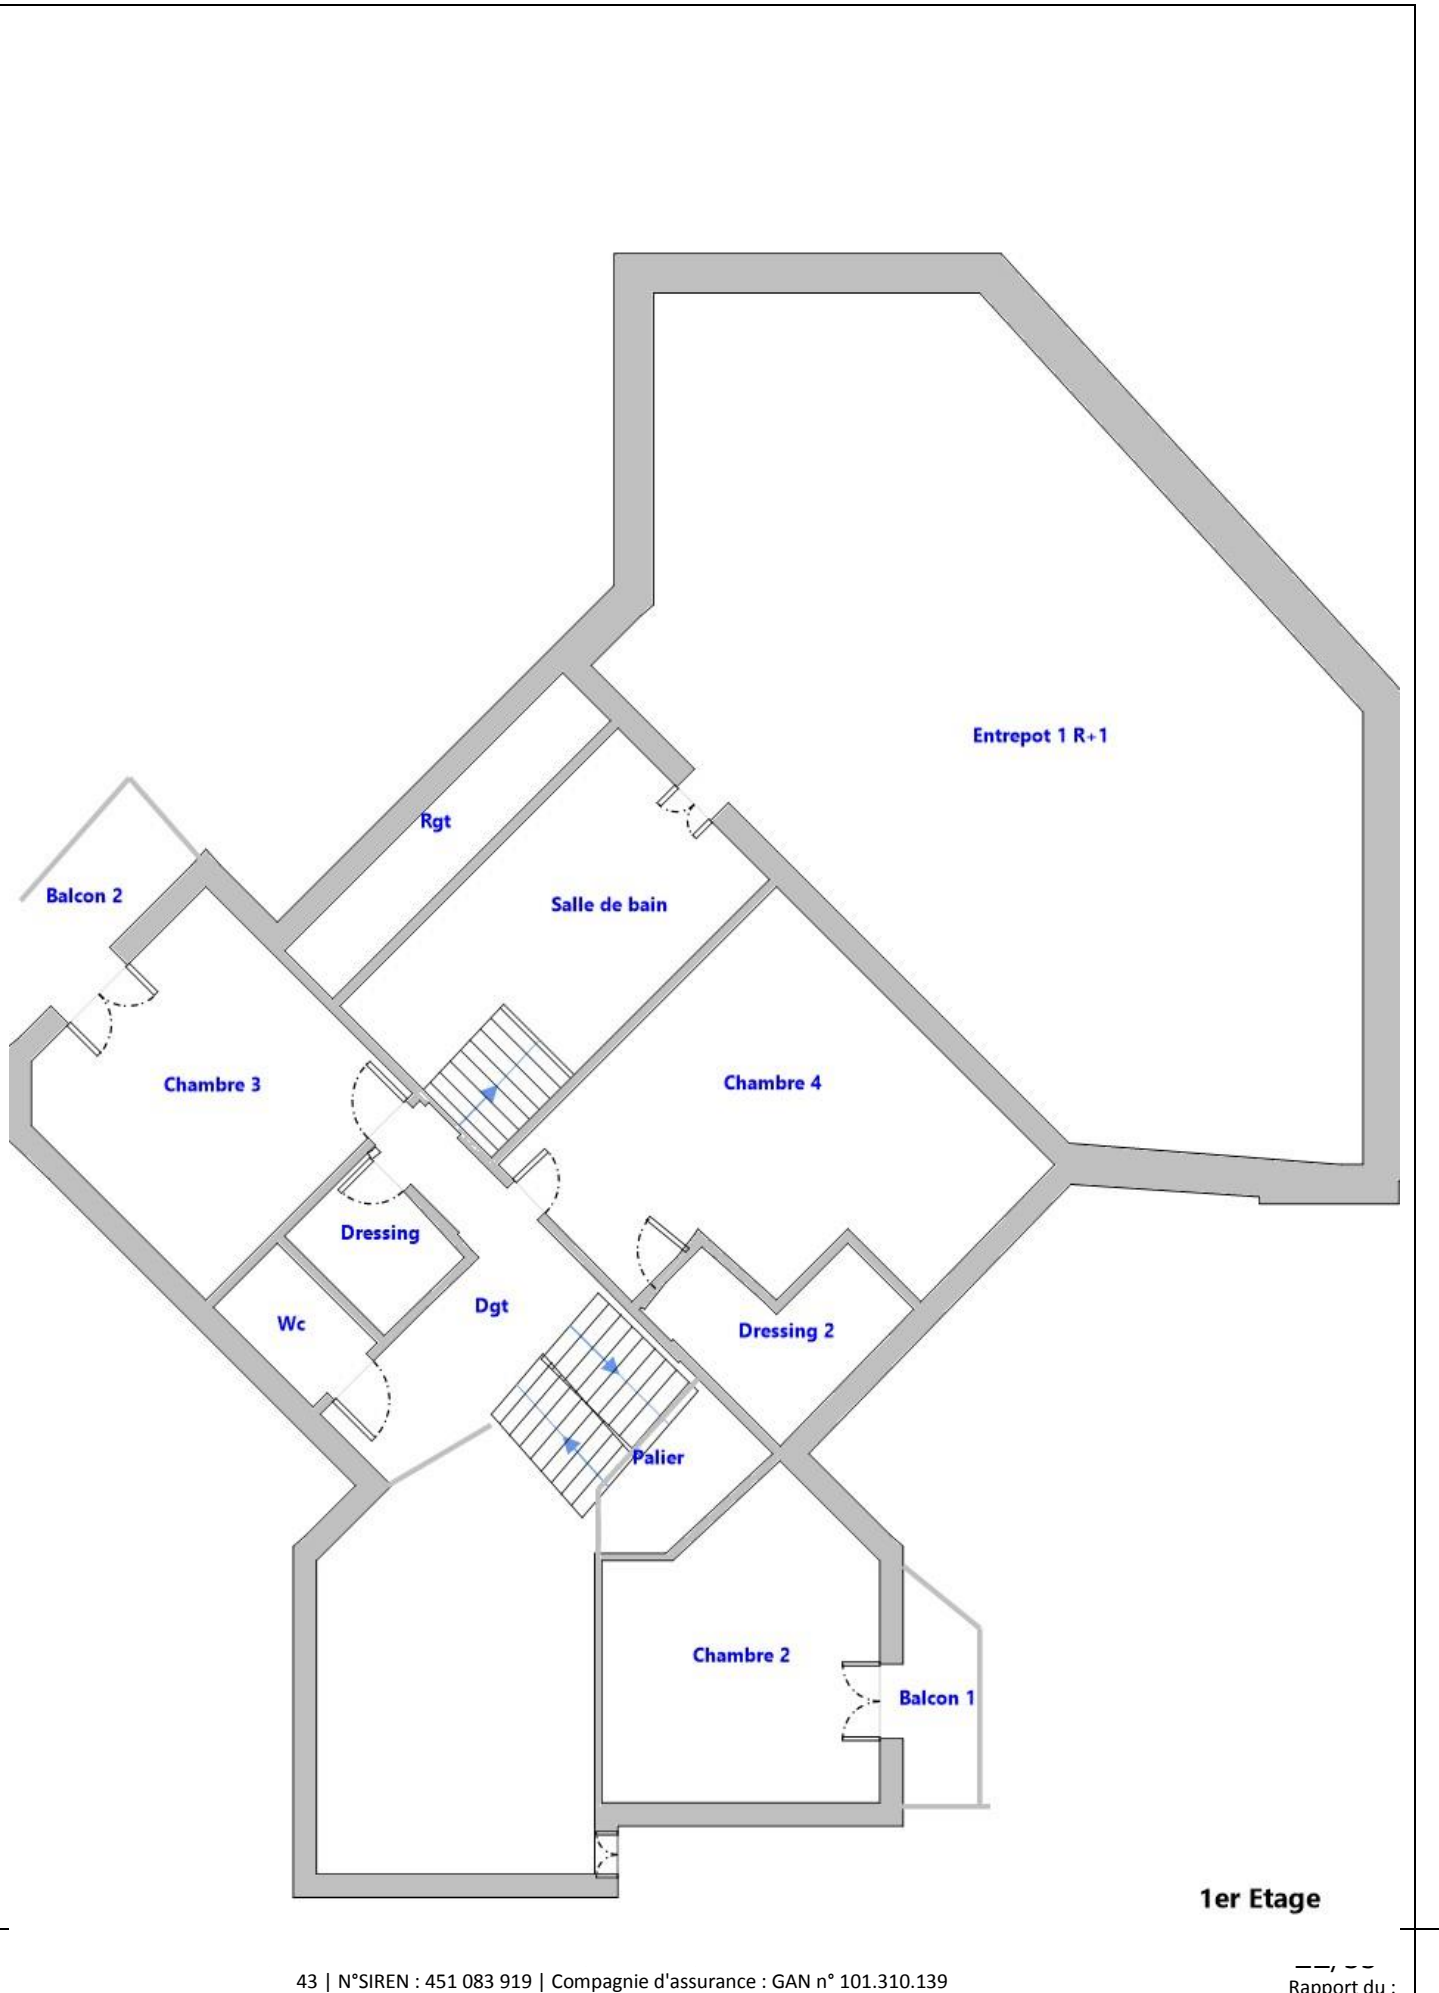 Entrepot 1 R+1
Rgt
Balcon 2
Salle de bain
Chambre 3
Chambre 4
Dressing
Dgt
Wc
Dressing 2
Palier
Chambre 2
Balcon 1
1er Etage
43 | N°SIREN : 451 083 919 | Compagnie d'assurance : GAN n° 101.310.139
Rapport du :